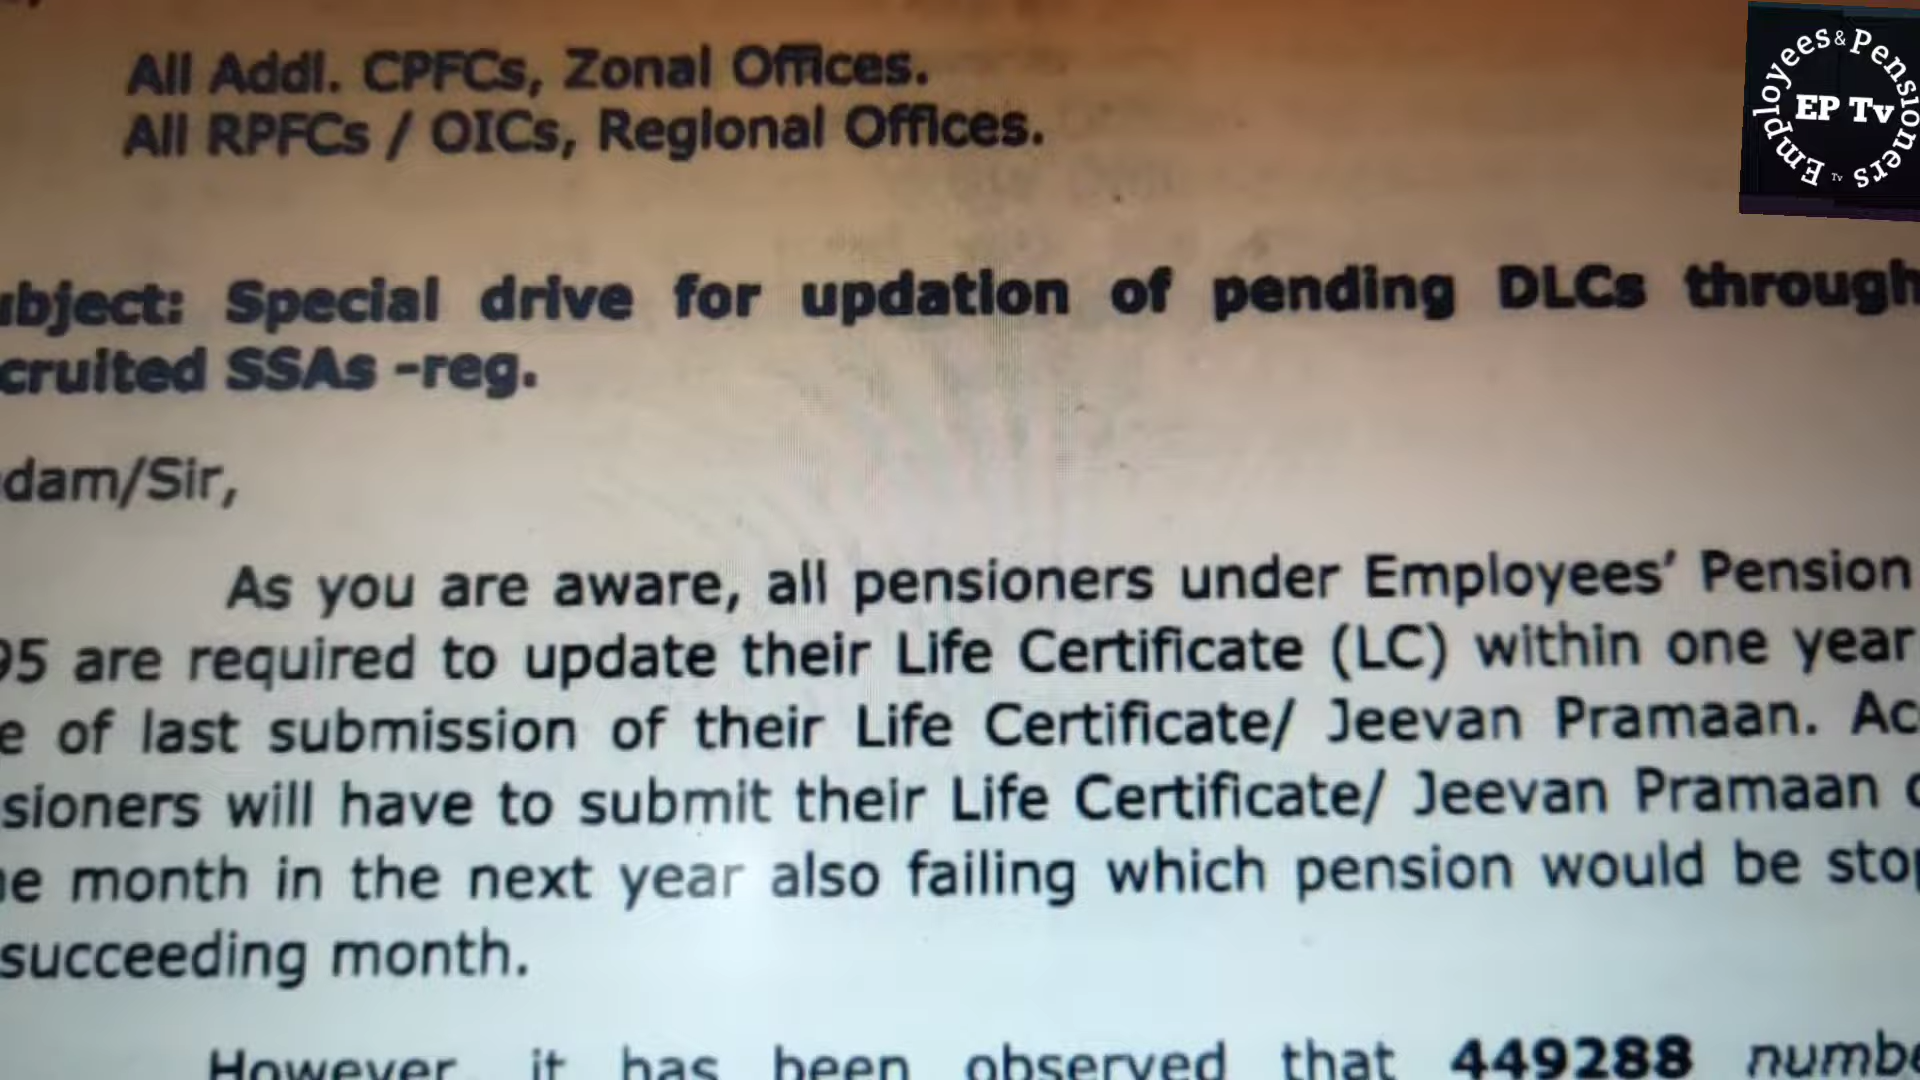 All Addl. CPFCs, Zonal Offices.
All RPFCs / OICs, Regional Offices.
ubject: Special drive for updation of pending DLCs through
cruited SSAs -reg.
dam/Sir,
As you are aware, all pensioners under Employees' Pension
95 are required to update their Life Certificate (LC) within one year
e of last submission of their Life Certificate/ Jeevan Pramaan. Ac
sioners will have to submit their Life Certificate/ Jeevan Pramaan
e month in the next year also failing which pension would be stop
succeeding month.
However, it has been observed that 449288 numbe
Employees & Pensioners Tv
EP Tv